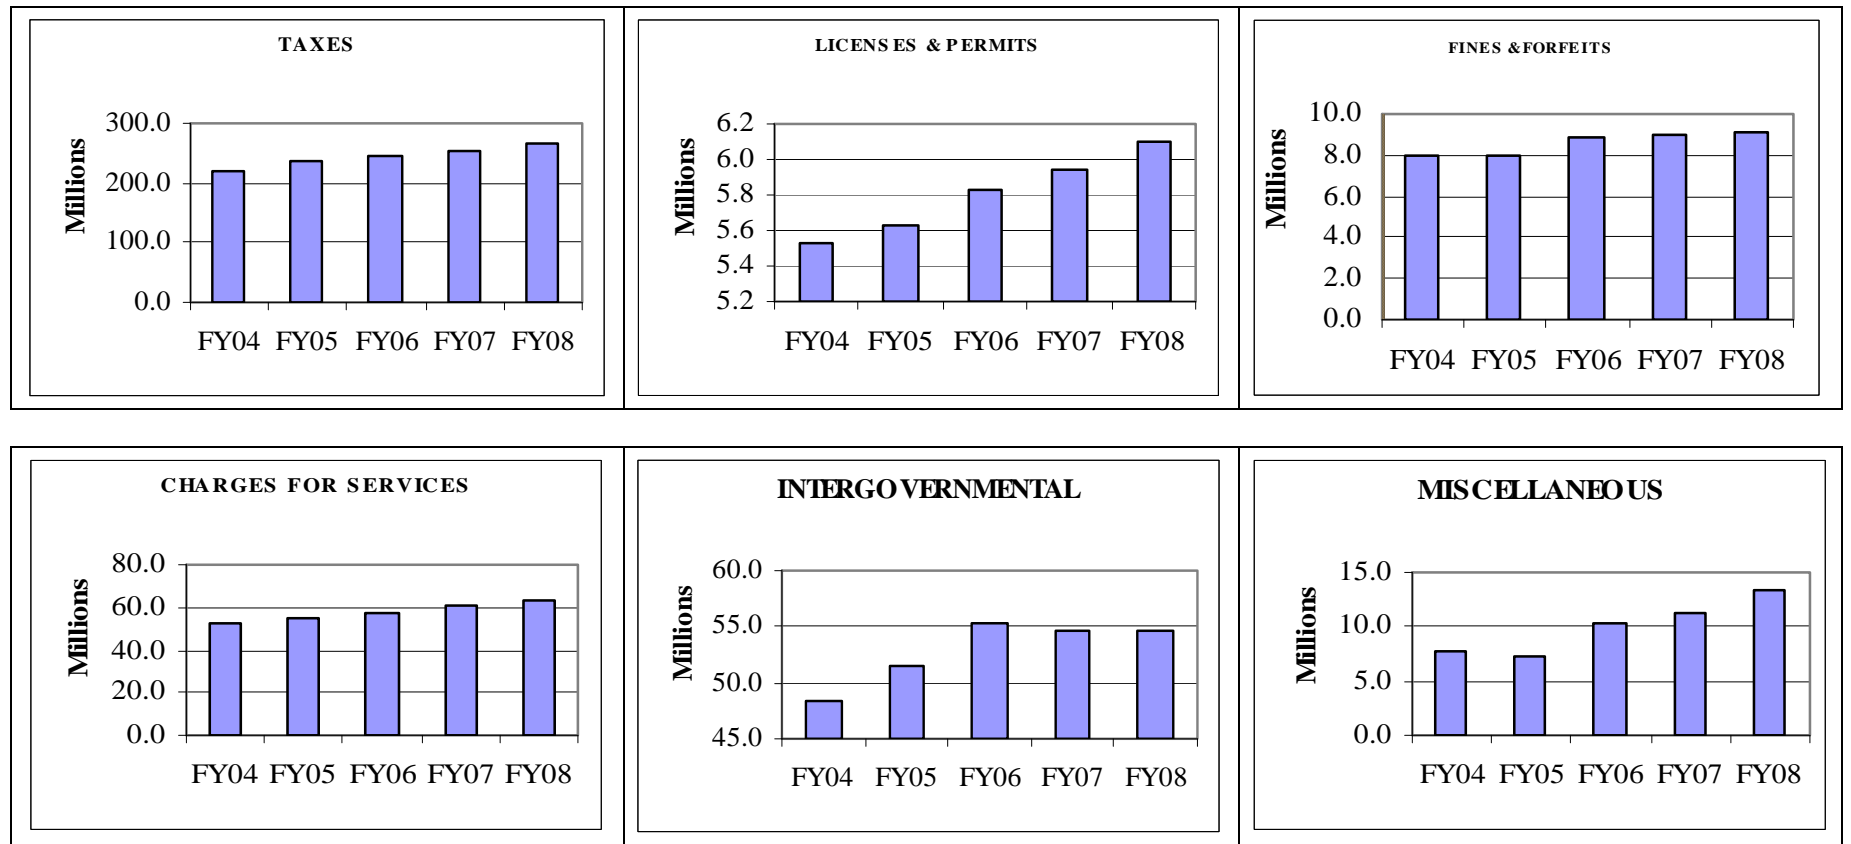 TAXES
Millions
300.0
200.0
100.0
0.0
FY04 FY05 FY06 FY07 FY08
LICENSES & PERMITS
Millions
6.2
6.0
5.8
5.6
5.4
5.2
FY04 FY05 FY06 FY07 FY08
FINES & FORFEITS
Millions
10.0
8.0
6.0
4.0
2.0
0.0
FY04 FY05 FY06 FY07 FY08
CHARGES FOR SERVICES
Millions
80.0
60.0
40.0
20.0
0.0
FY04 FY05 FY06 FY07 FY08
INTERGOVERNMENTAL
Millions
60.0
55.0
50.0
45.0
FY04 FY05 FY06 FY07 FY08
MISCELLANEOUS
Millions
15.0
10.0
5.0
0.0
FY04 FY05 FY06 FY07 FY08